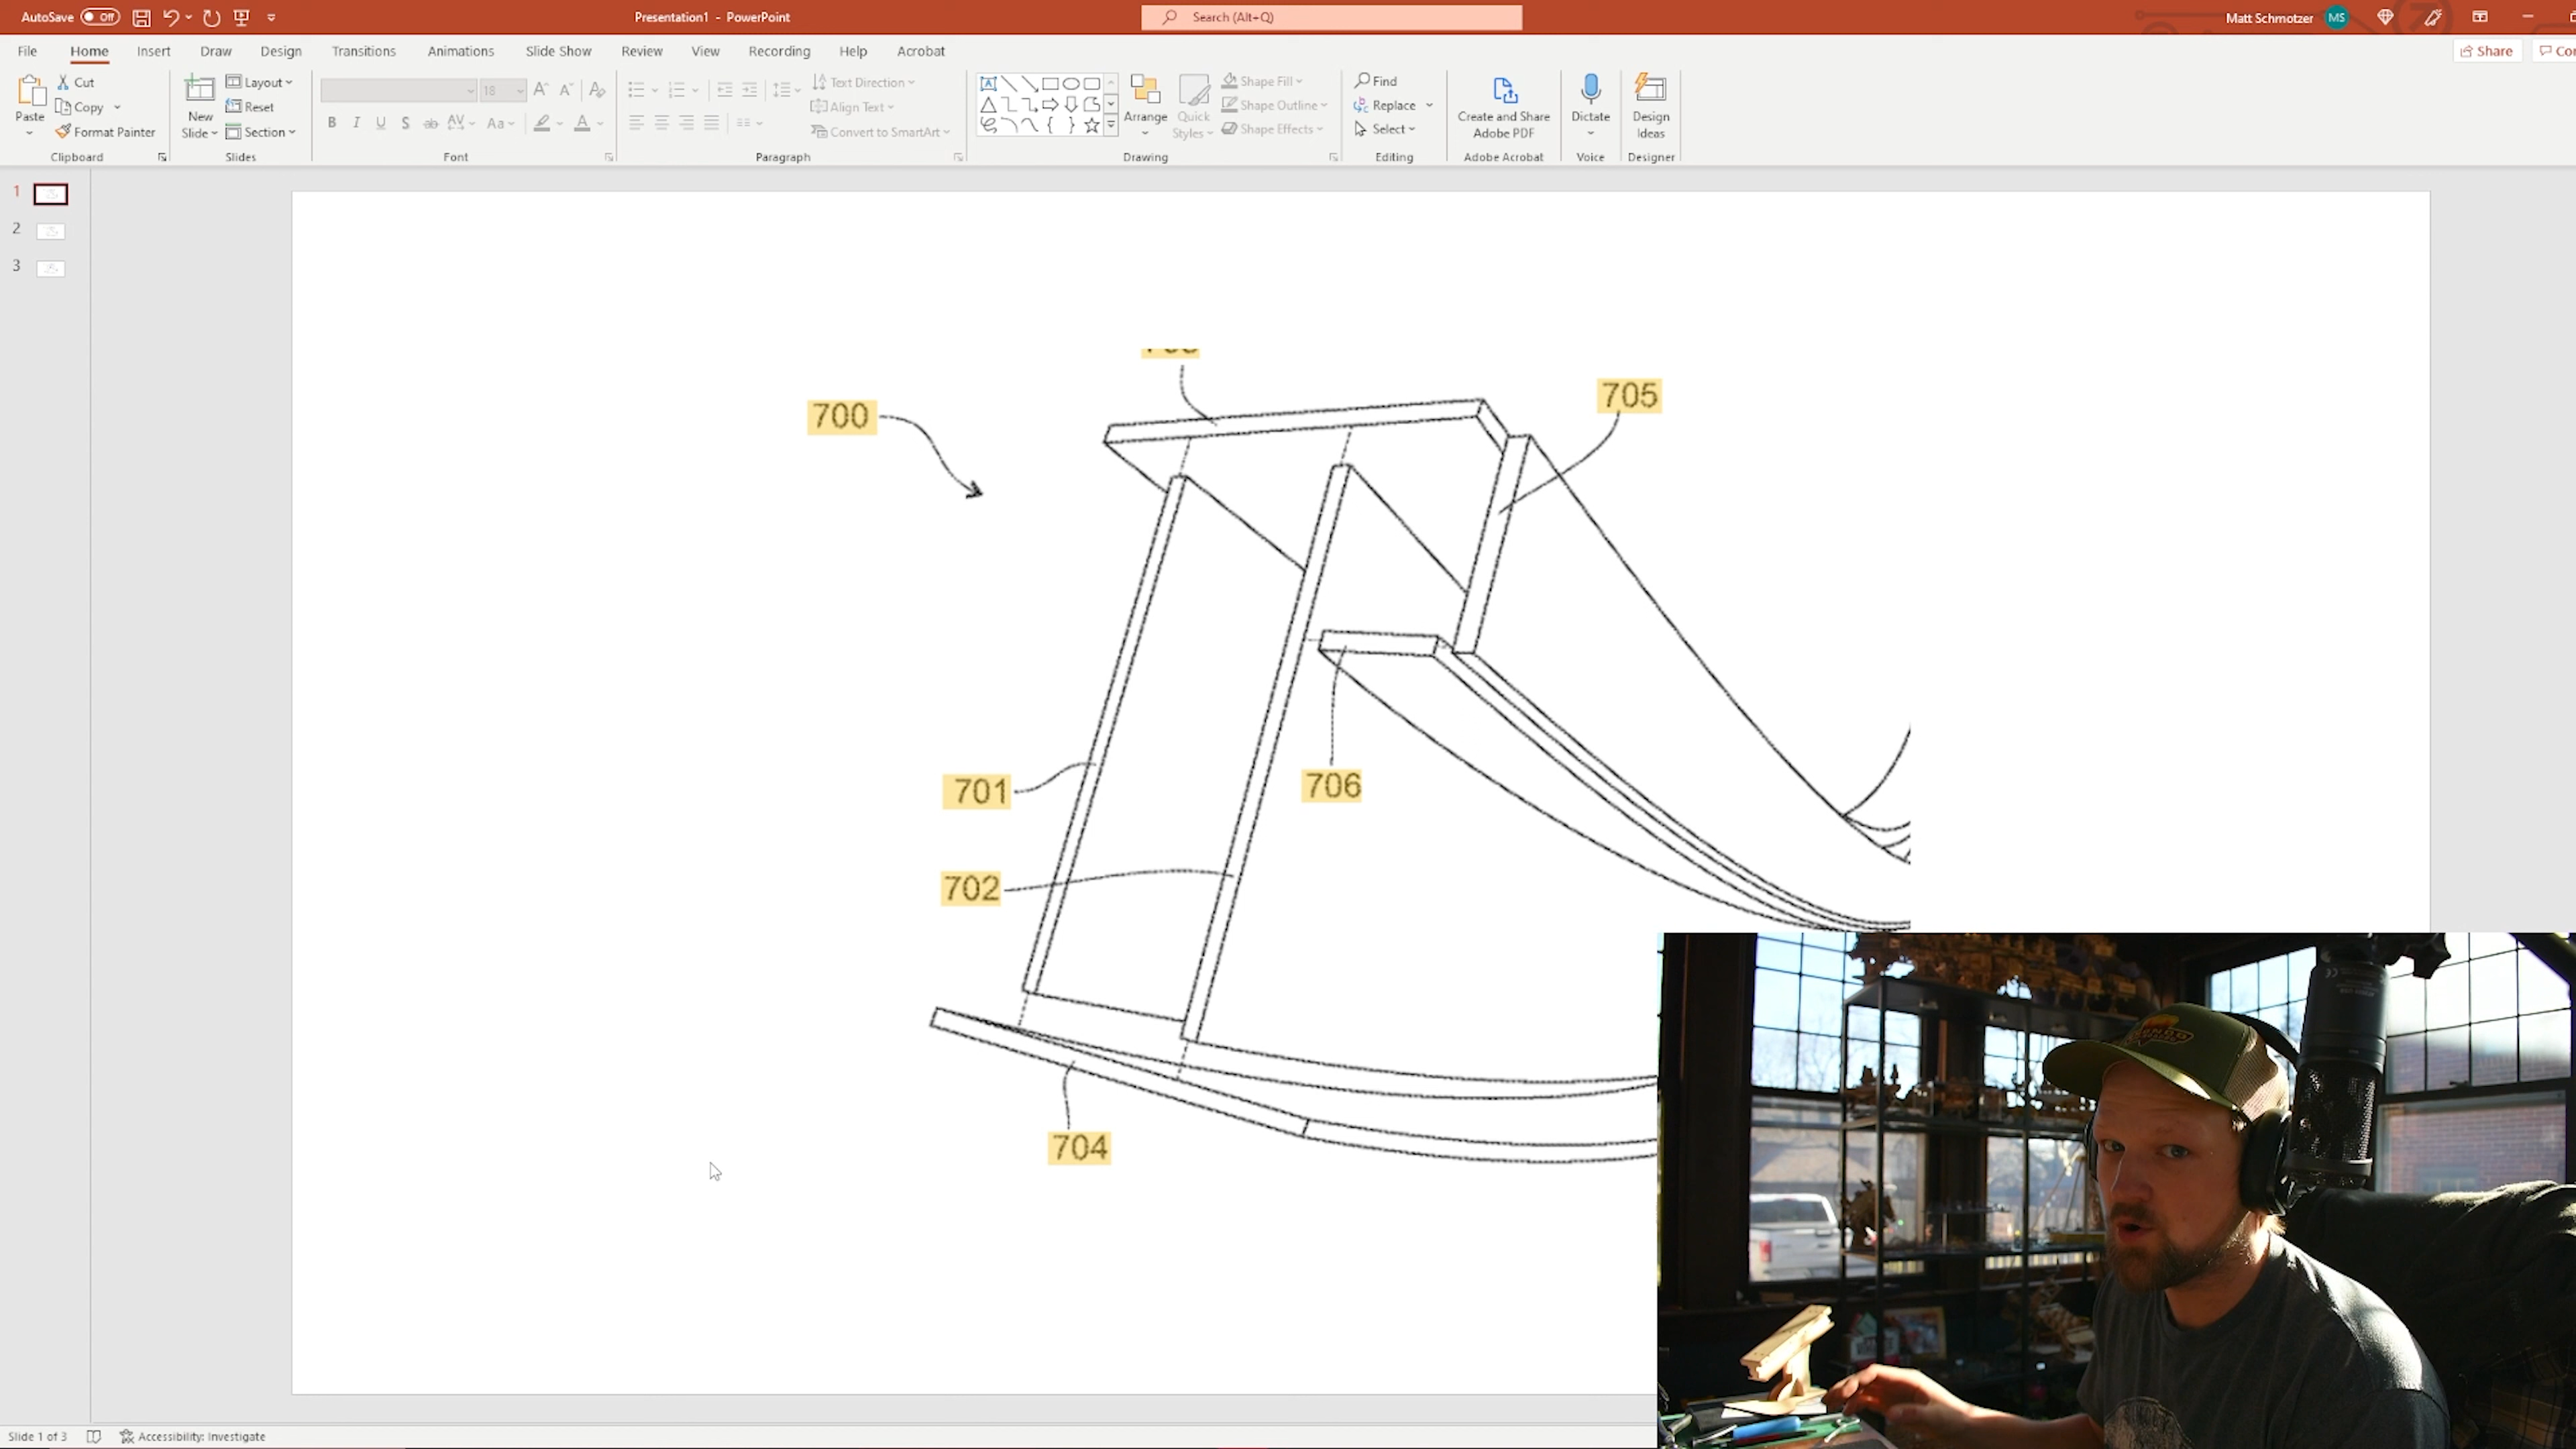 AutoSave Off Presentation1 - PowerPoint Search (Alt+Q) Matt Schmotzer MS
File Home Insert Draw Design Transitions Animations Slide Show Review View Recording Help Acrobat Share
Paste Cut Copy Format Painter Clipboard
New Slide Layout Reset Section Slides
18
B I U S ab AV Aa A Font
Text Direction Align Text Convert to SmartArt Paragraph
Arrange Quick Styles Shape Fill Shape Outline Shape Effects Drawing
Find Replace Select Editing
Create and Share Adobe PDF Adobe Acrobat
Dictate Voice
Design Ideas Designer
1
2
3
700
705
701
706
702
704
Slide 1 of 3 Accessibility: Investigate